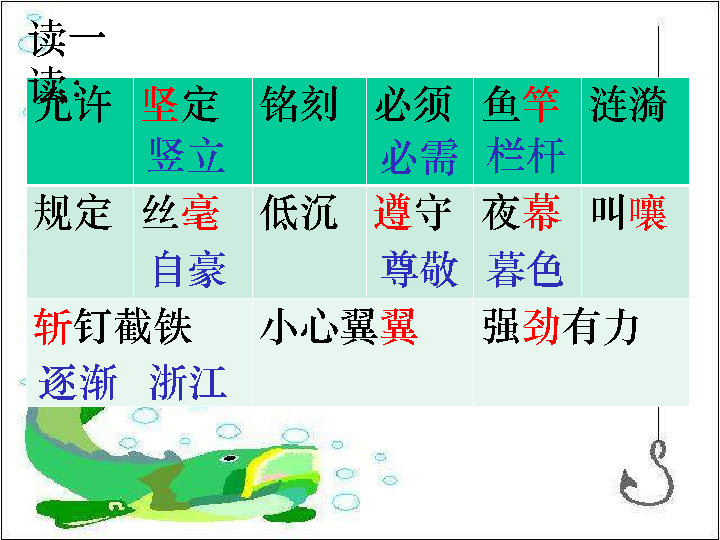 读一
读:
允许 坚定 铭刻 必须 鱼竿 涟漪
竖立 必需 栏杆
规定 丝毫 低沉 遵守 夜幕 叫嚷
自豪 尊敬 暮色
斩钉截铁 小心翼翼 强劲有力
逐渐 浙江